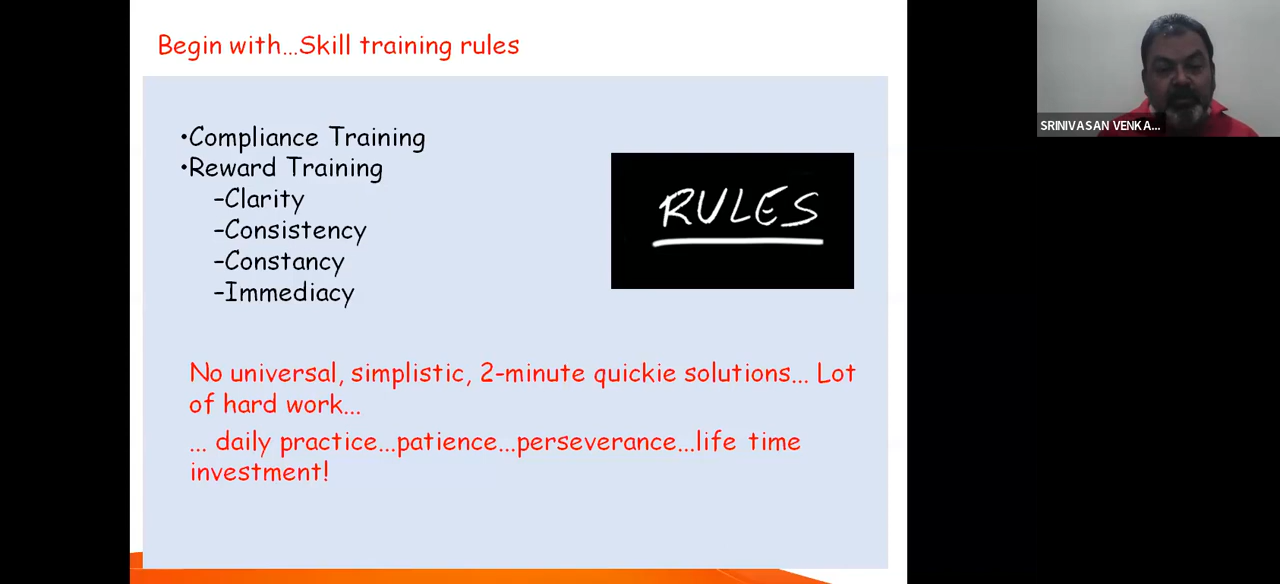 Begin with...Skill training rules
SRINIVASAN VENKA...
•Compliance Training
•Reward Training
–Clarity
–Consistency
–Constancy
–Immediacy
RULES
No universal, simplistic, 2-minute quickie solutions... Lot
of hard work...
... daily practice...patience...perseverance...life time
investment!